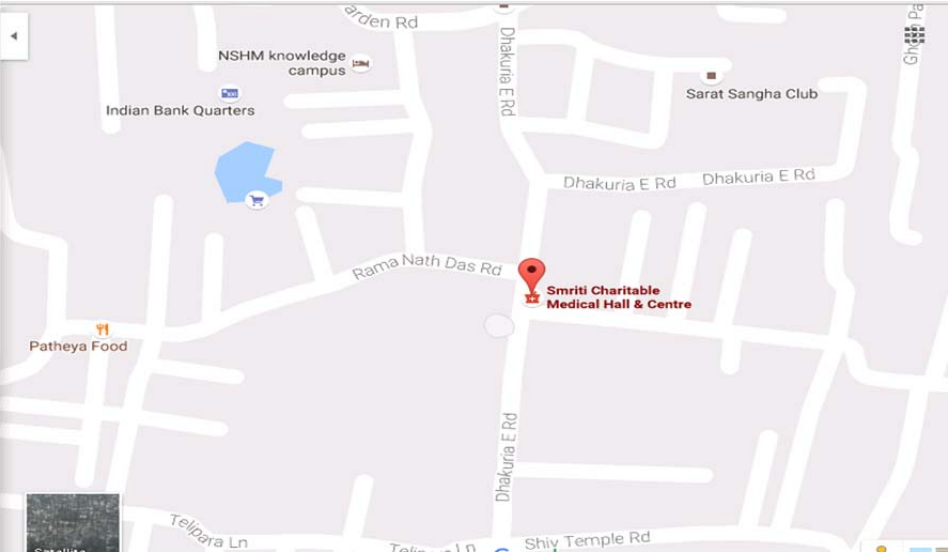 arden Rd
NSHM knowledge
campus
Indian Bank Quarters
Dhakuria E Rd
Sarat Sangha Club
Dhakuria E Rd
Dhakuria E Rd
Rama Nath Das Rd
Smriti Charitable
Medical Hall & Centre
Patheya Food
Dhakuria E Rd
Telipara Ln
Shiv Temple Rd
Satellite